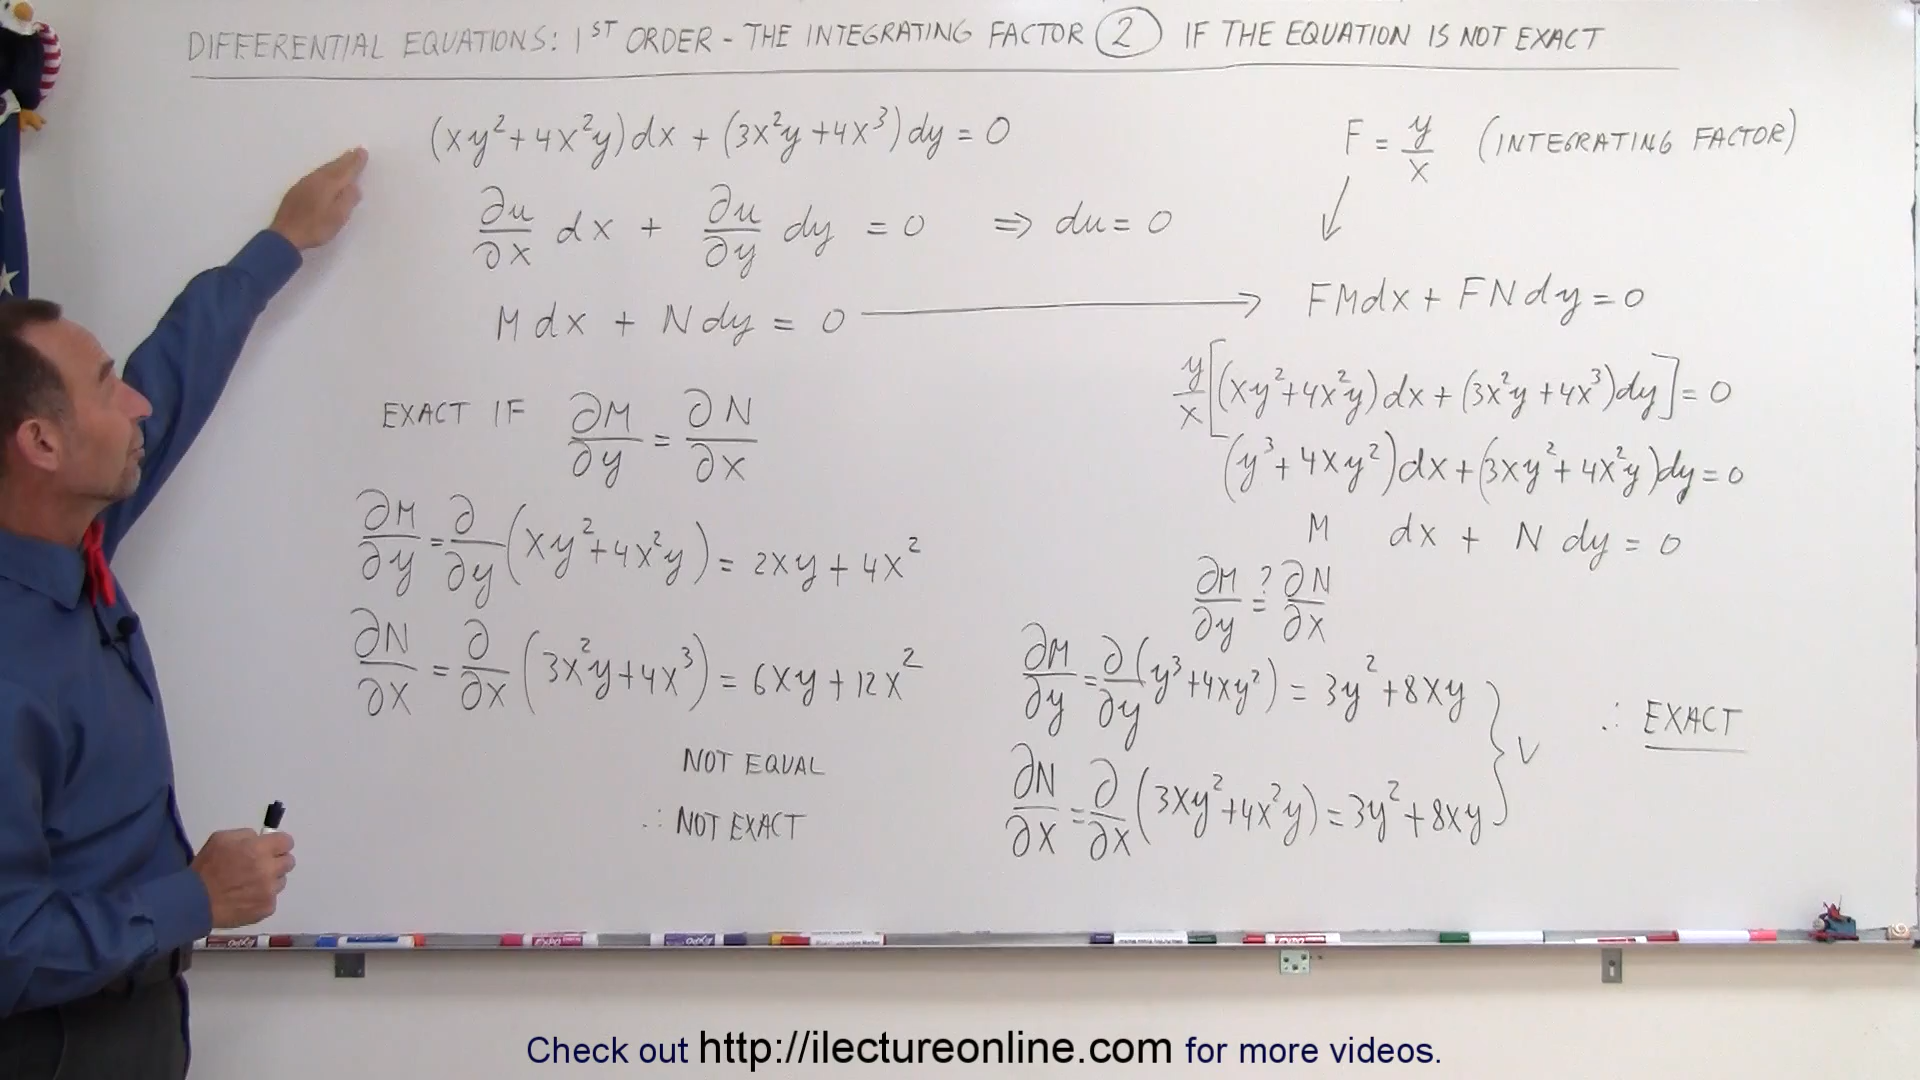 DIFFERENTIAL EQUATIONS: 1ST ORDER - THE INTEGRATING FACTOR 2 IF THE EQUATION IS NOT EXACT
(xy²+4x²y)dx + (3x²y+4x³)dy = 0
∂u/∂x dx + ∂u/∂y dy = 0 ⇒ du = 0
M dx + N dy = 0
EXACT IF ∂M/∂y = ∂N/∂x
∂M/∂y = ∂/∂y (xy²+4x²y) = 2xy + 4x²
∂N/∂x = ∂/∂x (3x²y+4x³) = 6xy + 12x²
NOT EQUAL
∴ NOT EXACT
F = y/x (INTEGRATING FACTOR)
FMdx + FNdy = 0
y/x [(xy²+4x²y)dx + (3x²y+4x³)dy] = 0
(y³+4xy²)dx + (3xy²+4x²y)dy = 0
M dx + N dy = 0
∂M/∂y ?= ∂N/∂x
∂M/∂y = ∂/∂y (y³+4xy²) = 3y²+8xy
∂N/∂x = ∂/∂x (3xy²+4x²y) = 3y²+8xy
∴ EXACT
EXPO
Check out http://ilectureonline.com for more videos.